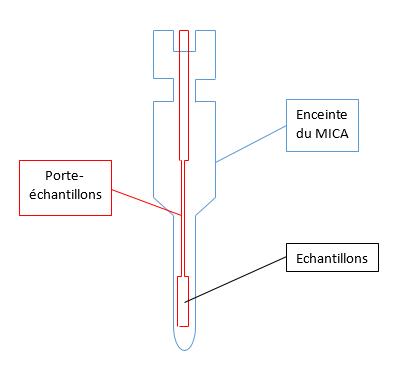 Enceinte
du MICA
Porte-
échantillons
Echantillons